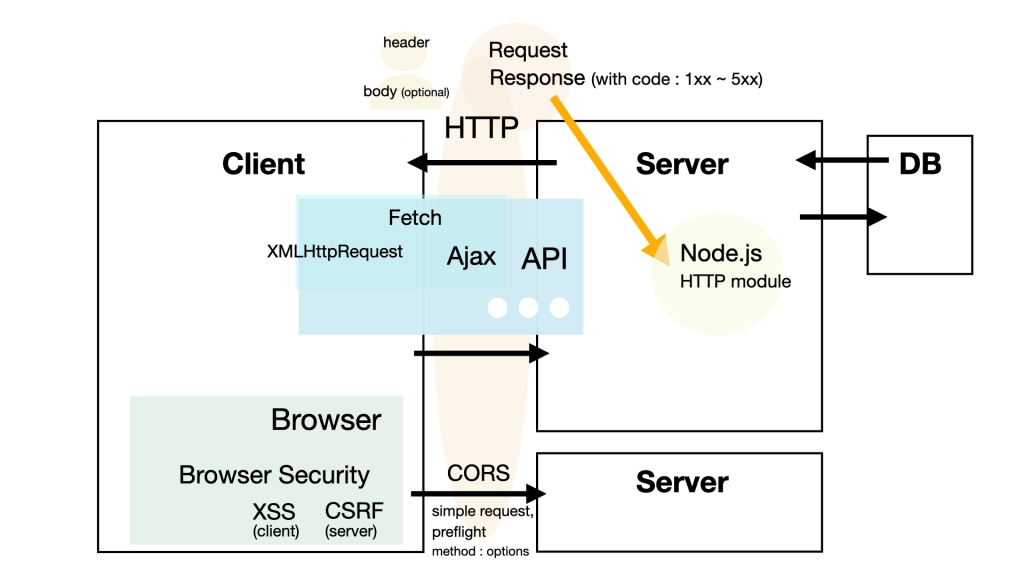 header
body (optional)
Request
Response (with code : 1xx ~ 5xx)
HTTP
Client
Server
DB
Fetch
XMLHttpRequest
Ajax
API
Node.js
HTTP module
Browser
Browser Security
XSS
(client)
CSRF
(server)
CORS
simple request,
preflight
method : options
Server